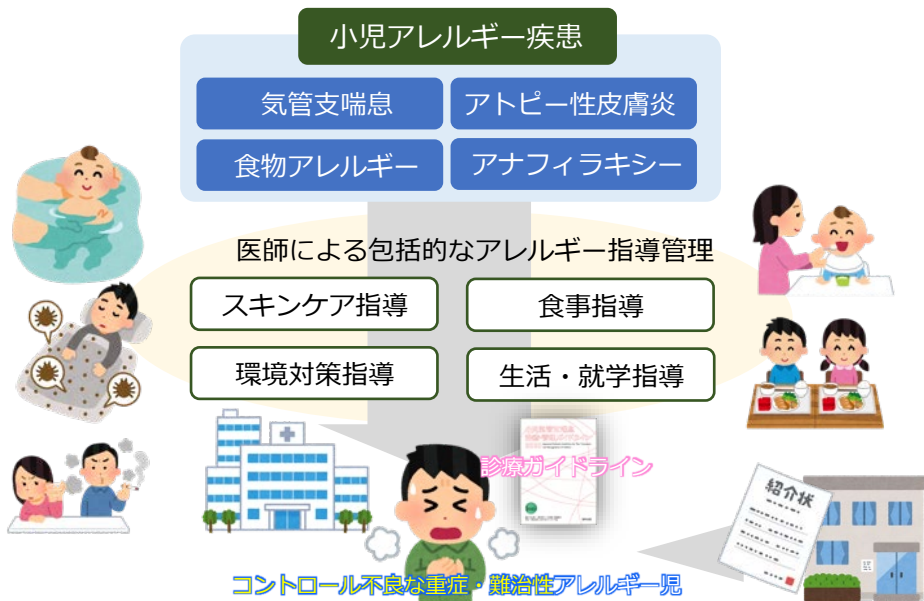 小児アレルギー疾患
気管支喘息
アトピー性皮膚炎
食物アレルギー
アナフィラキシー
医師による包括的なアレルギー指導管理
スキンケア指導
食事指導
環境対策指導
生活・就学指導
診療ガイドライン
紹介状
コントロール不良な重症・難治性アレルギー児